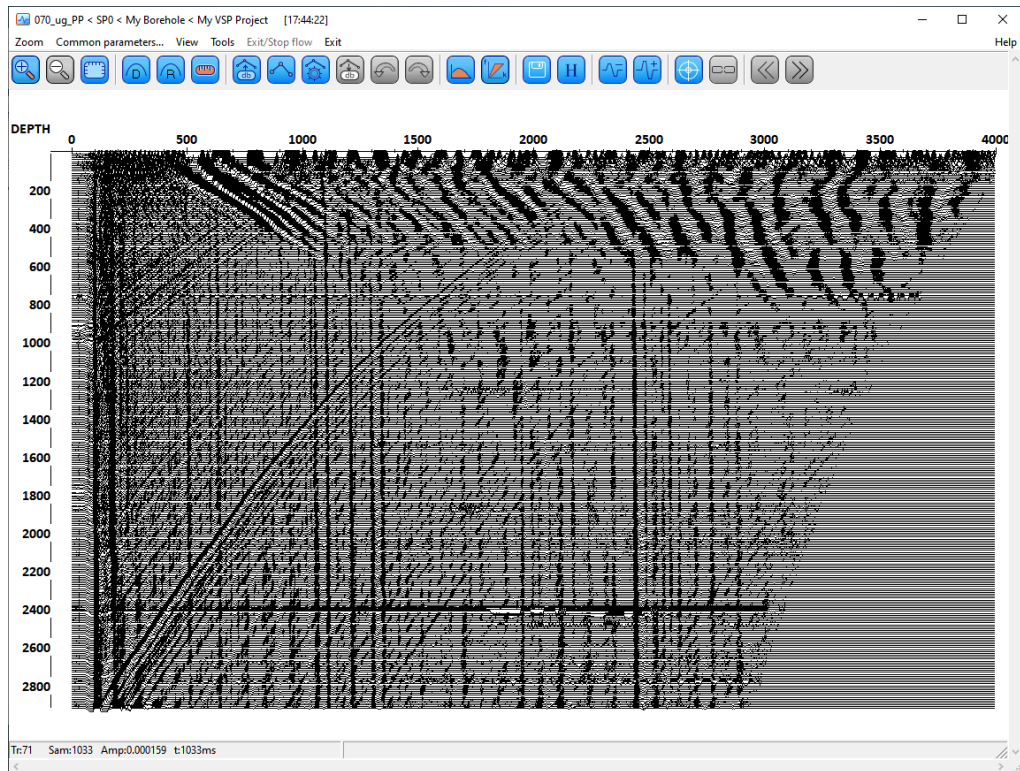 070_ug_PP < SP0 < My Borehole < My VSP Project [17:44:22]
Zoom Common parameters... View Tools Exit/Stop flow Exit Help
D R db db f k H
DEPTH
0 500 1000 1500 2000 2500 3000 3500 4000
200
400
600
800
1000
1200
1400
1600
1800
2000
2200
2400
2600
2800
Tr:71 Sam:1033 Amp:0.000159 t:1033ms